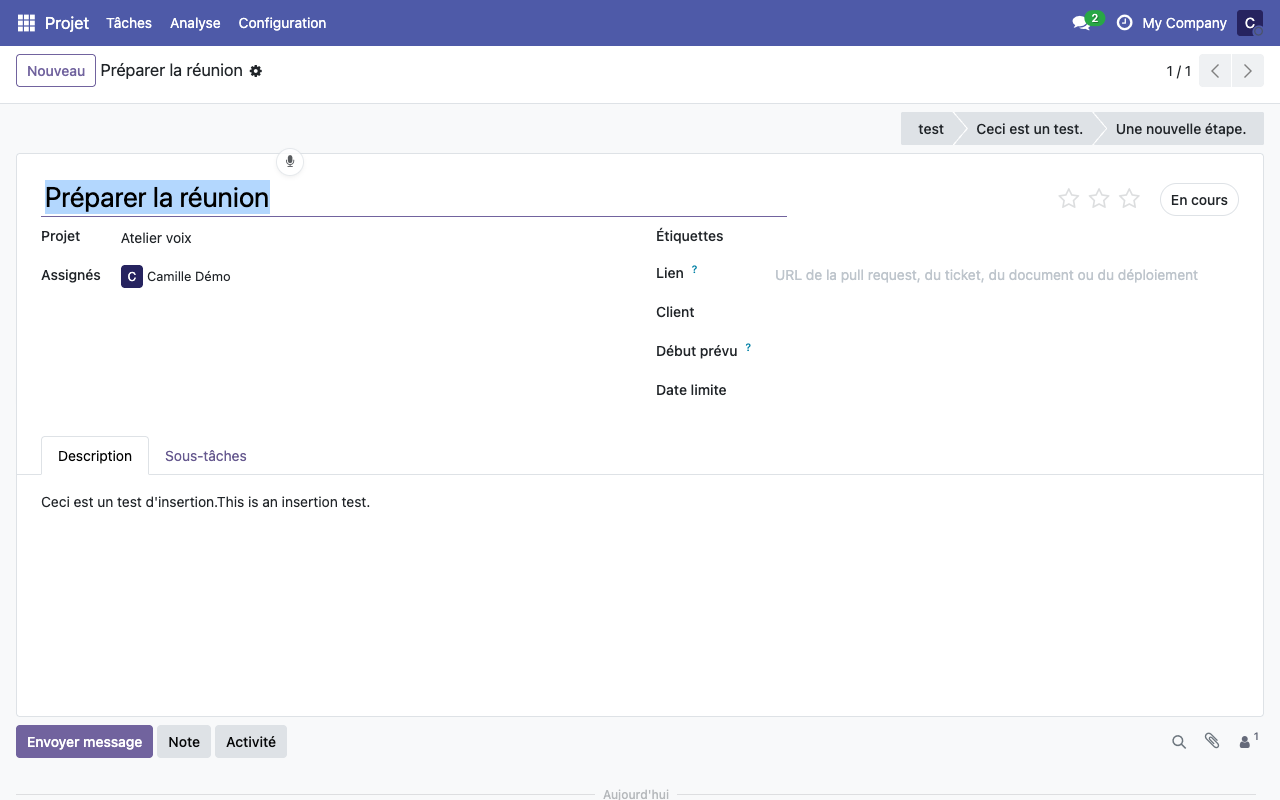 Projet Tâches Analyse Configuration 2 My Company C
Nouveau Préparer la réunion 1 / 1
test Ceci est un test. Une nouvelle étape.
Préparer la réunion En cours
Projet Atelier voix Étiquettes
Assignés C Camille Démo Lien ? URL de la pull request, du ticket, du document ou du déploiement
Client
Début prévu ?
Date limite
Description Sous-tâches
Ceci est un test d'insertion.This is an insertion test.
Envoyer message Note Activité 1
Aujourd'hui